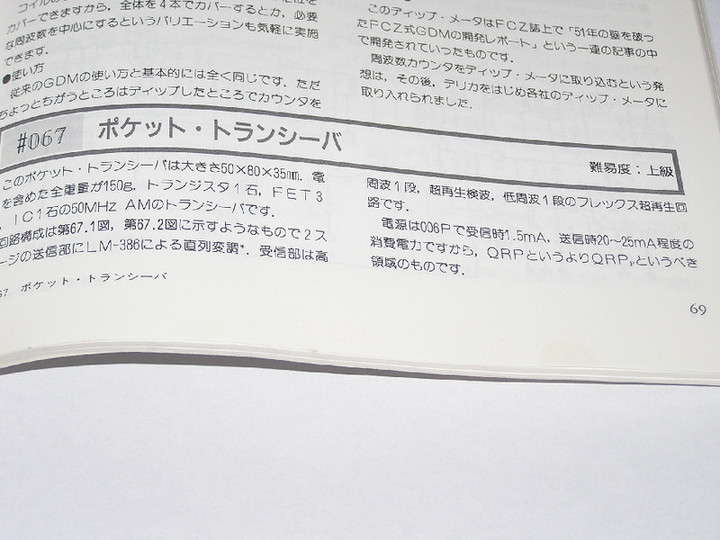 コイルの
カバーできますから，全体を４本でカバーするとか，必要
な周波数を中心にするというバリエーションも気軽に実施
できます．
●使い方
従来のＧＤＭの使い方と基本的には全く同じです．ただ
ちょっとちがうところはディップしたところでカウンタを
このディップ・メータはＦＣＺ誌上で「51年の壁を破っ
たＦＣＺ式ＧＤＭの開発レポート」という一連の記事の中
で開発されていったものです．
周波数カウンタをディップ・メータに取り込むという発
想は，その後，デリカをはじめ各社のディップ・メータに
取り入れられました．
#067 ポケット・トランシーバ
難易度：上級
このポケット・トランシーバは大きさ50×80×35㎜．電
を含めた全重量が150g．トランジスタ１石，ＦＥＴ３
，ＩＣ１石の50MHz AMのトランシーバです．
回路構成は第67.1図，第67.2図に示すようなもので２ス
ージの送信部にＬＭ-386による直列変調*．受信部は高
周波１段，超再生検波，低周波１段のフレックス超再生回
路です．
電源は006Ｐで受信時1.5mA，送信時20～25mA程度の
消費電力ですから，ＱＲＰというよりＱＲＰₚというべき
領域のものです．
67 ポケット・トランシーバ
69